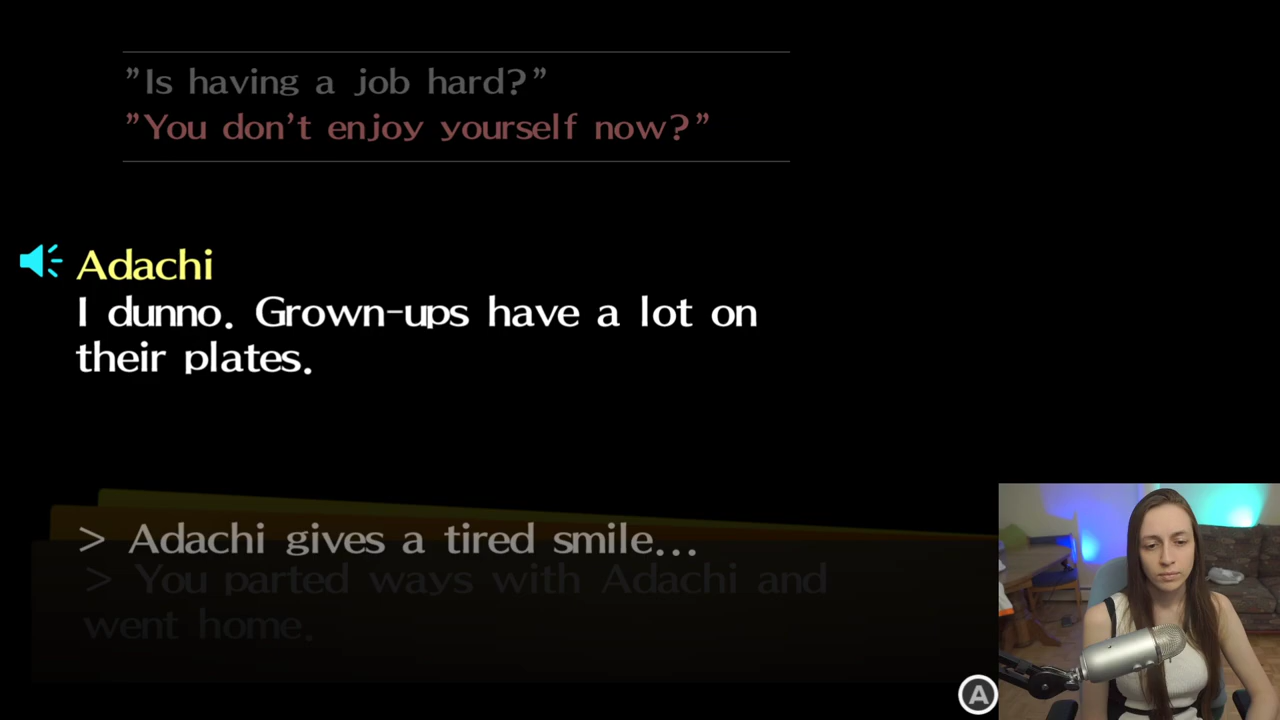 "Is having a job hard?"
"You don't enjoy yourself now?"
Adachi
I dunno. Grown-ups have a lot on
their plates.
> Adachi gives a tired smile...
> You parted ways with Adachi and
went home.
A